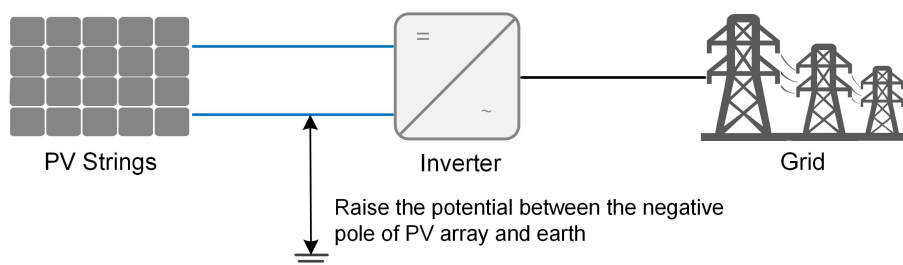 PV Strings
Inverter
Grid
Raise the potential between the negative
pole of PV array and earth